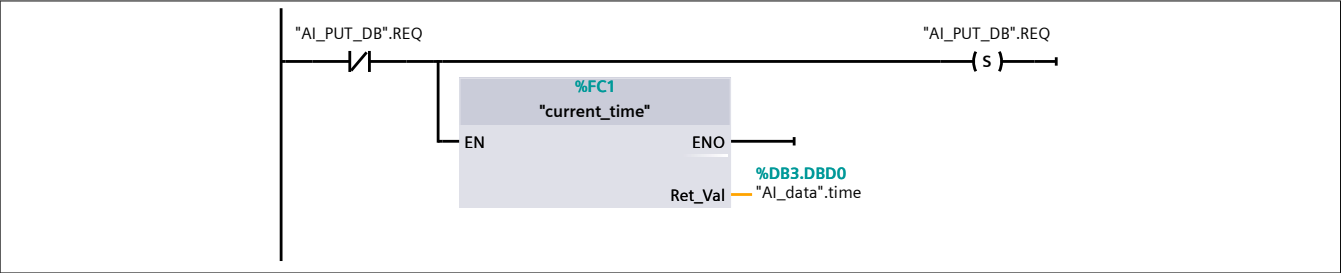 "AI_PUT_DB".REQ
"AI_PUT_DB".REQ
S
%FC1
"current_time"
EN
ENO
%DB3.DBD0
Ret_Val
"AI_data".time